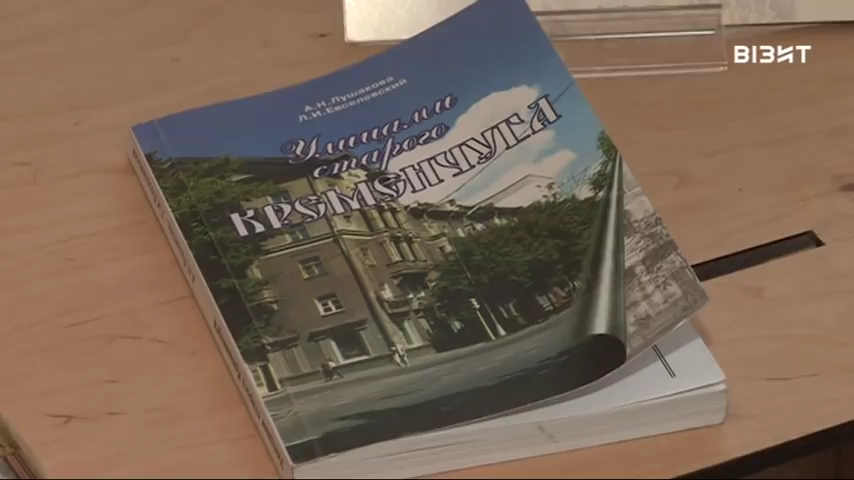 ВІЗИТ
А.Н.Лушакова
Л.И.Евселевский
Улицами
старого
КРЕМЕНЧУГА